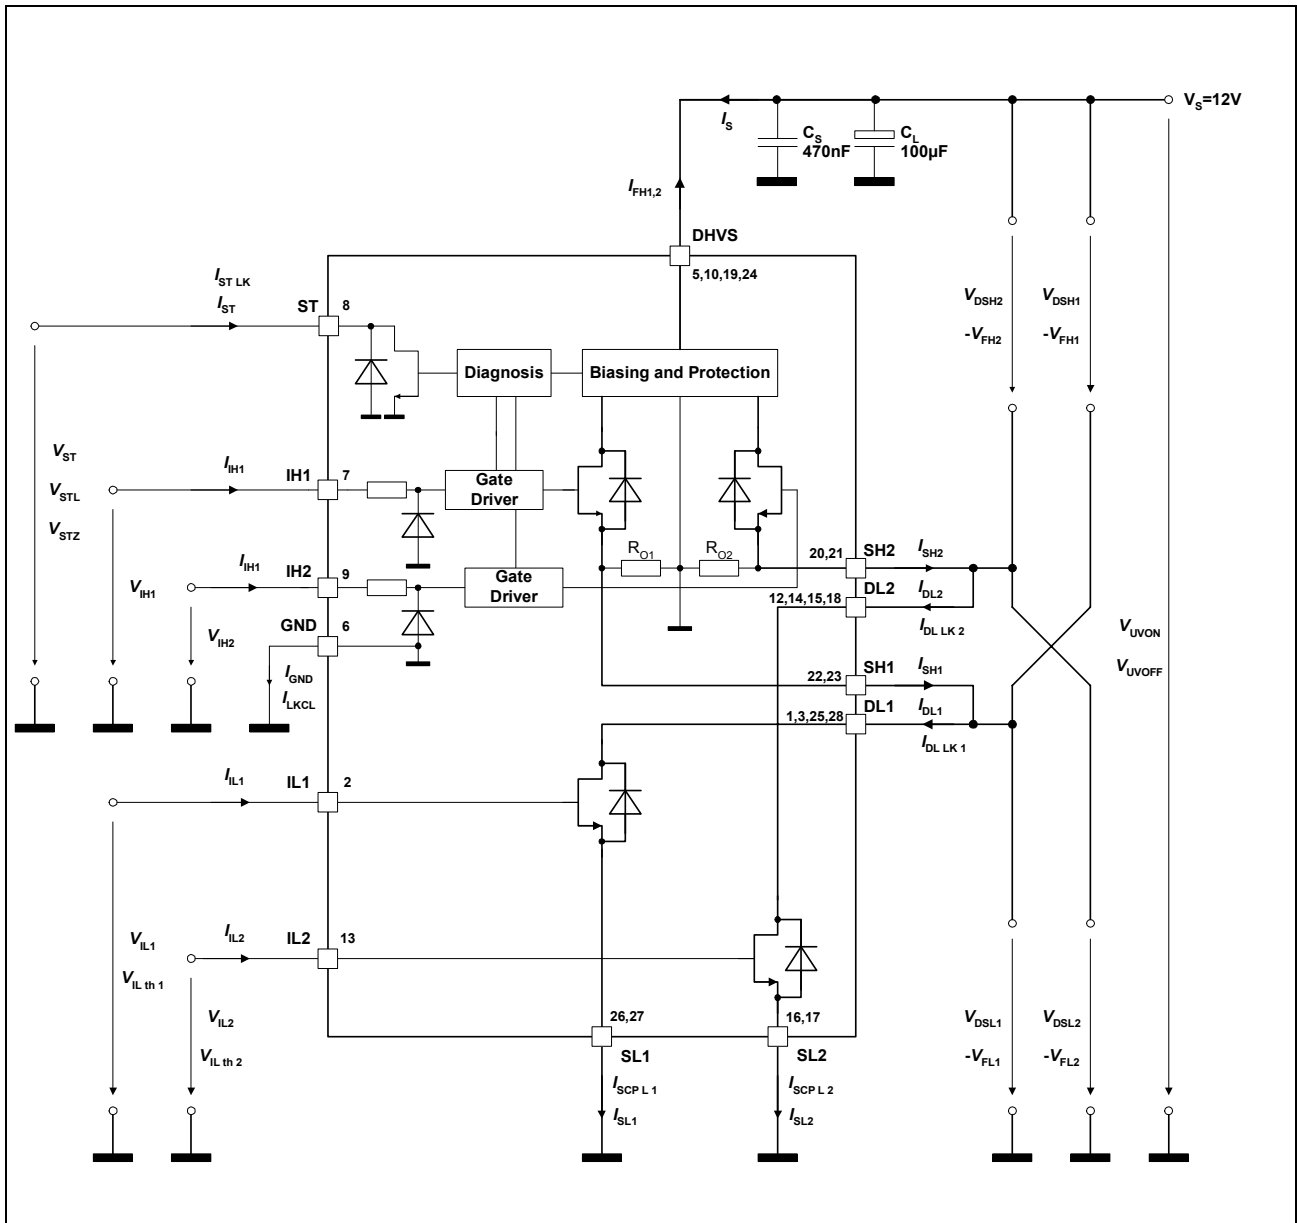 V_S=12V
I_S
C_S
470nF
C_L
100µF
I_FH1,2
DHVS
5,10,19,24
I_ST LK
I_ST
ST
8
V_DSH2
-V_FH2
V_DSH1
-V_FH1
Diagnosis
Biasing and Protection
V_ST
V_STL
V_STZ
I_IH1
IH1
7
Gate
Driver
R_O1
R_O2
20,21
SH2
I_SH2
I_IH1
IH2
9
Gate
Driver
12,14,15,18
DL2
I_DL2
I_DL LK 2
V_IH1
V_IH2
GND
6
I_GND
I_LKCL
V_UVON
V_UVOFF
22,23
SH1
I_SH1
1,3,25,28
DL1
I_DL1
I_DL LK 1
I_IL1
IL1
2
V_IL1
V_IL th 1
I_IL2
IL2
13
V_IL2
V_IL th 2
26,27
SL1
16,17
SL2
V_DSL1
-V_FL1
V_DSL2
-V_FL2
I_SCP L 1
I_SL1
I_SCP L 2
I_SL2